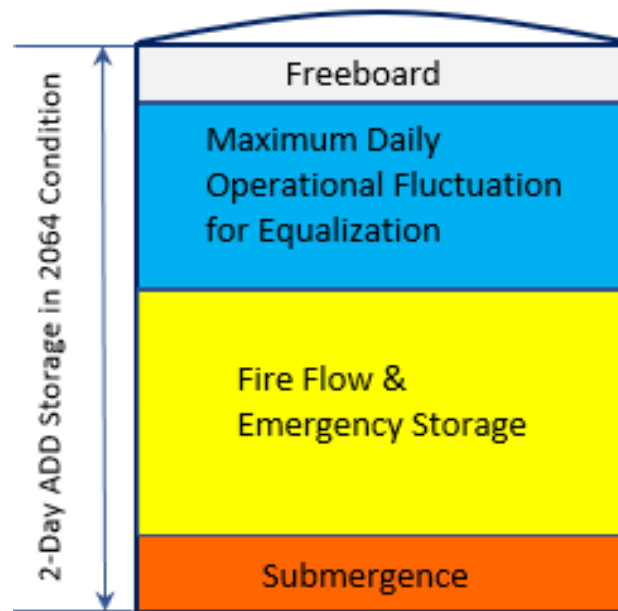 2-Day ADD Storage in 2064 Condition
Freeboard
Maximum Daily
Operational Fluctuation
for Equalization
Fire Flow &
Emergency Storage
Submergence